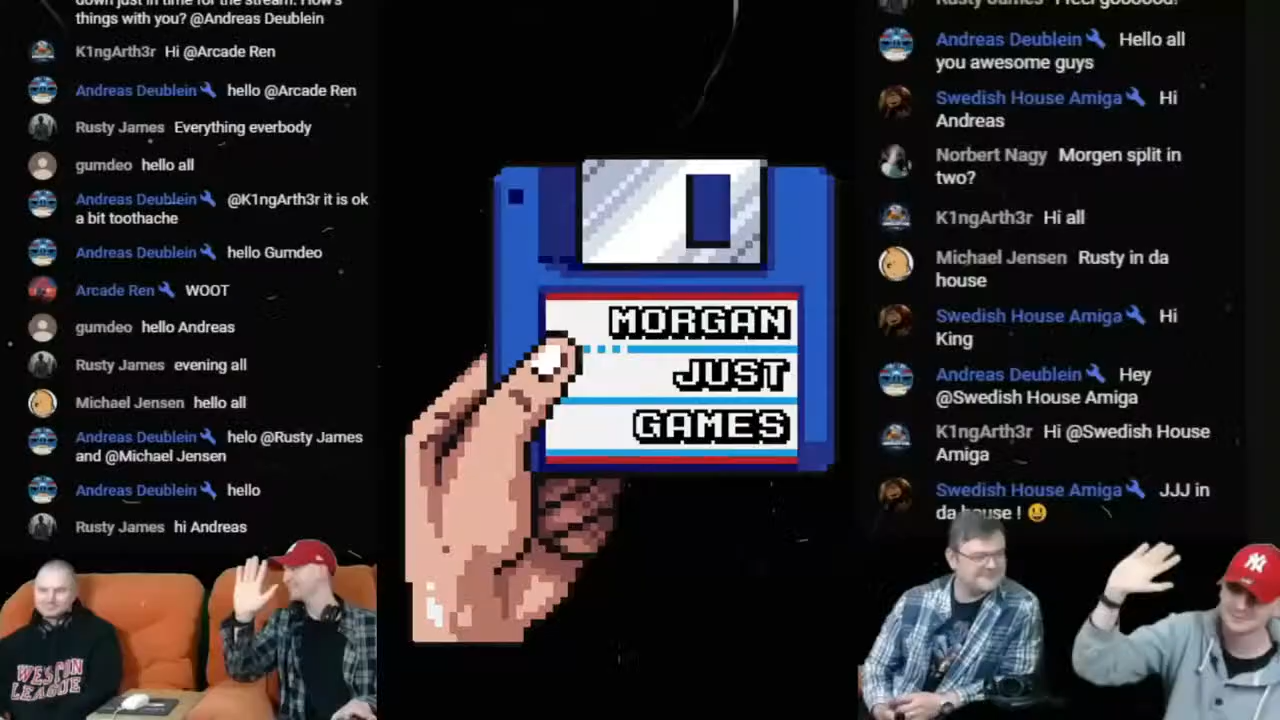 down just in time for the stream. How's
things with you? @Andreas Deublein
K1ngArth3r Hi @Arcade Ren
Andreas Deublein hello @Arcade Ren
Rusty James Everything everbody
gumdeo hello all
Andreas Deublein @K1ngArth3r it is ok
a bit toothache
Andreas Deublein hello Gumdeo
Arcade Ren WOOT
gumdeo hello Andreas
Rusty James evening all
Michael Jensen hello all
Andreas Deublein helo @Rusty James
and @Michael Jensen
Andreas Deublein hello
Rusty James hi Andreas
MORGAN
JUST
GAMES
Rusty James I feel gooooood!
Andreas Deublein Hello all
you awesome guys
Swedish House Amiga Hi
Andreas
Norbert Nagy Morgen split in
two?
K1ngArth3r Hi all
Michael Jensen Rusty in da
house
Swedish House Amiga Hi
King
Andreas Deublein Hey
@Swedish House Amiga
K1ngArth3r Hi @Swedish House
Amiga
Swedish House Amiga JJJ in
da house ! 😃
LEAGUE
NY